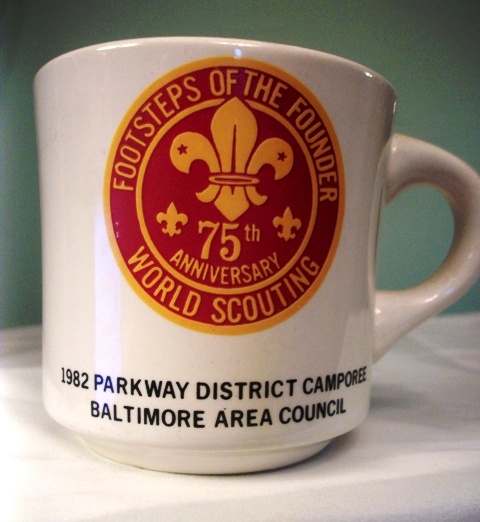 FOOTSTEPS OF THE FOUNDER
75th
ANNIVERSARY
WORLD SCOUTING
1982 PARKWAY DISTRICT CAMPOREE
BALTIMORE AREA COUNCIL